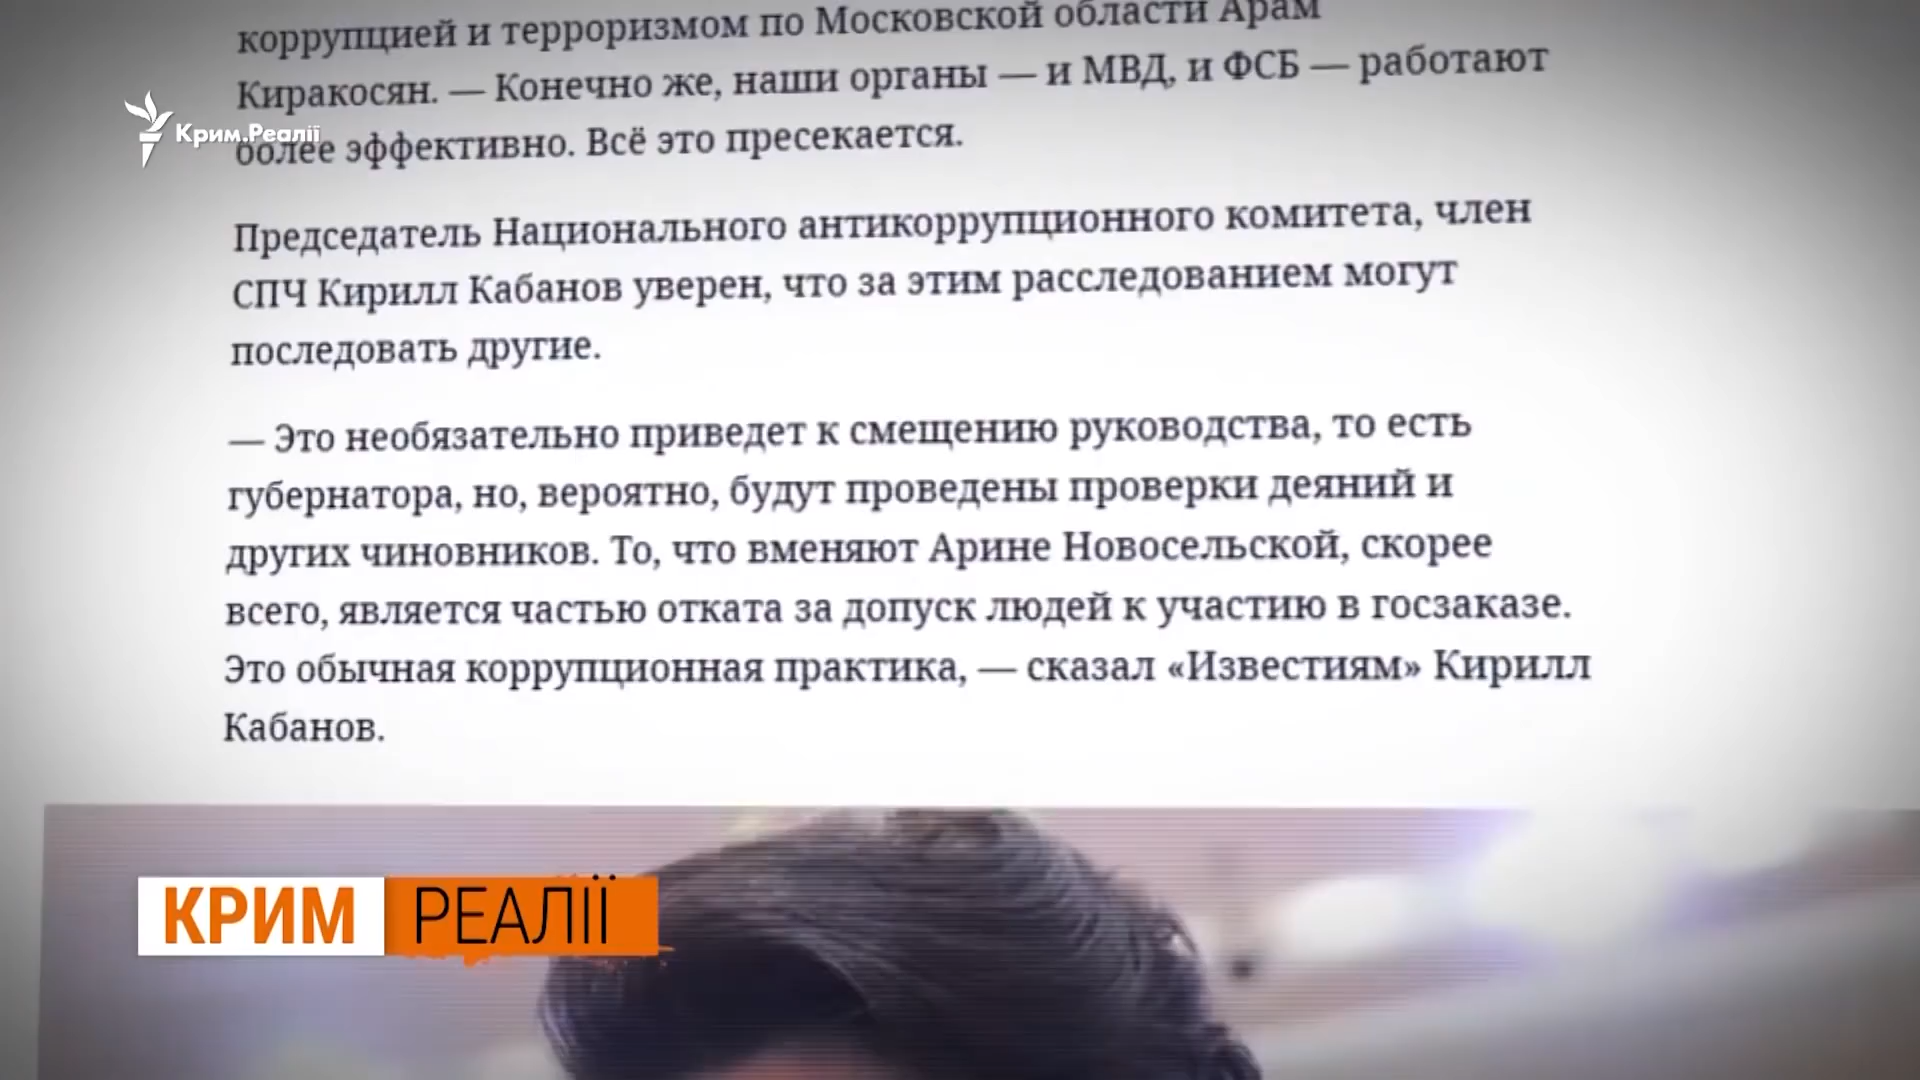 коррупцией и терроризмом по Московской области Арам
Киракосян. — Конечно же, наши органы — и МВД, и ФСБ — работают
Крим.Реалії
более эффективно. Всё это пресекается.
Председатель Национального антикоррупционного комитета, член
СПЧ Кирилл Кабанов уверен, что за этим расследованием могут
последовать другие.
— Это необязательно приведет к смещению руководства, то есть
губернатора, но, вероятно, будут проведены проверки деяний и
других чиновников. То, что вменяют Арине Новосельской, скорее
всего, является частью отката за допуск людей к участию в госзаказе.
Это обычная коррупционная практика, — сказал «Известиям» Кирилл
Кабанов.
КРИМ РЕАЛІЇ